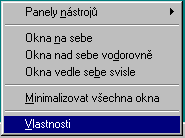 Panely nástrojů
Okna na sebe
Okna nad sebe vodorovně
Okna vedle sebe svisle
Minimalizovat všechna okna
Vlastnosti